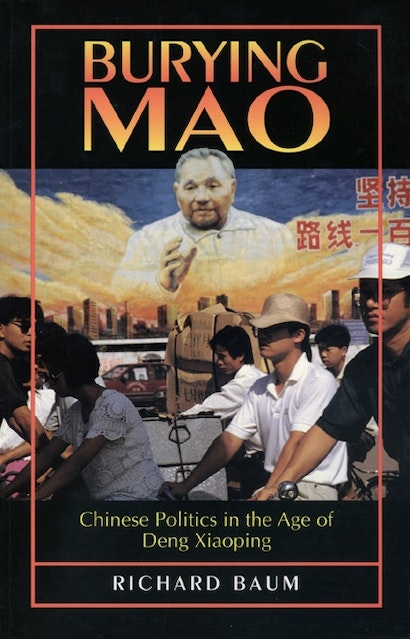 BURYING
MAO
坚持
路线一百
Chinese Politics in the Age of
Deng Xiaoping
RICHARD BAUM